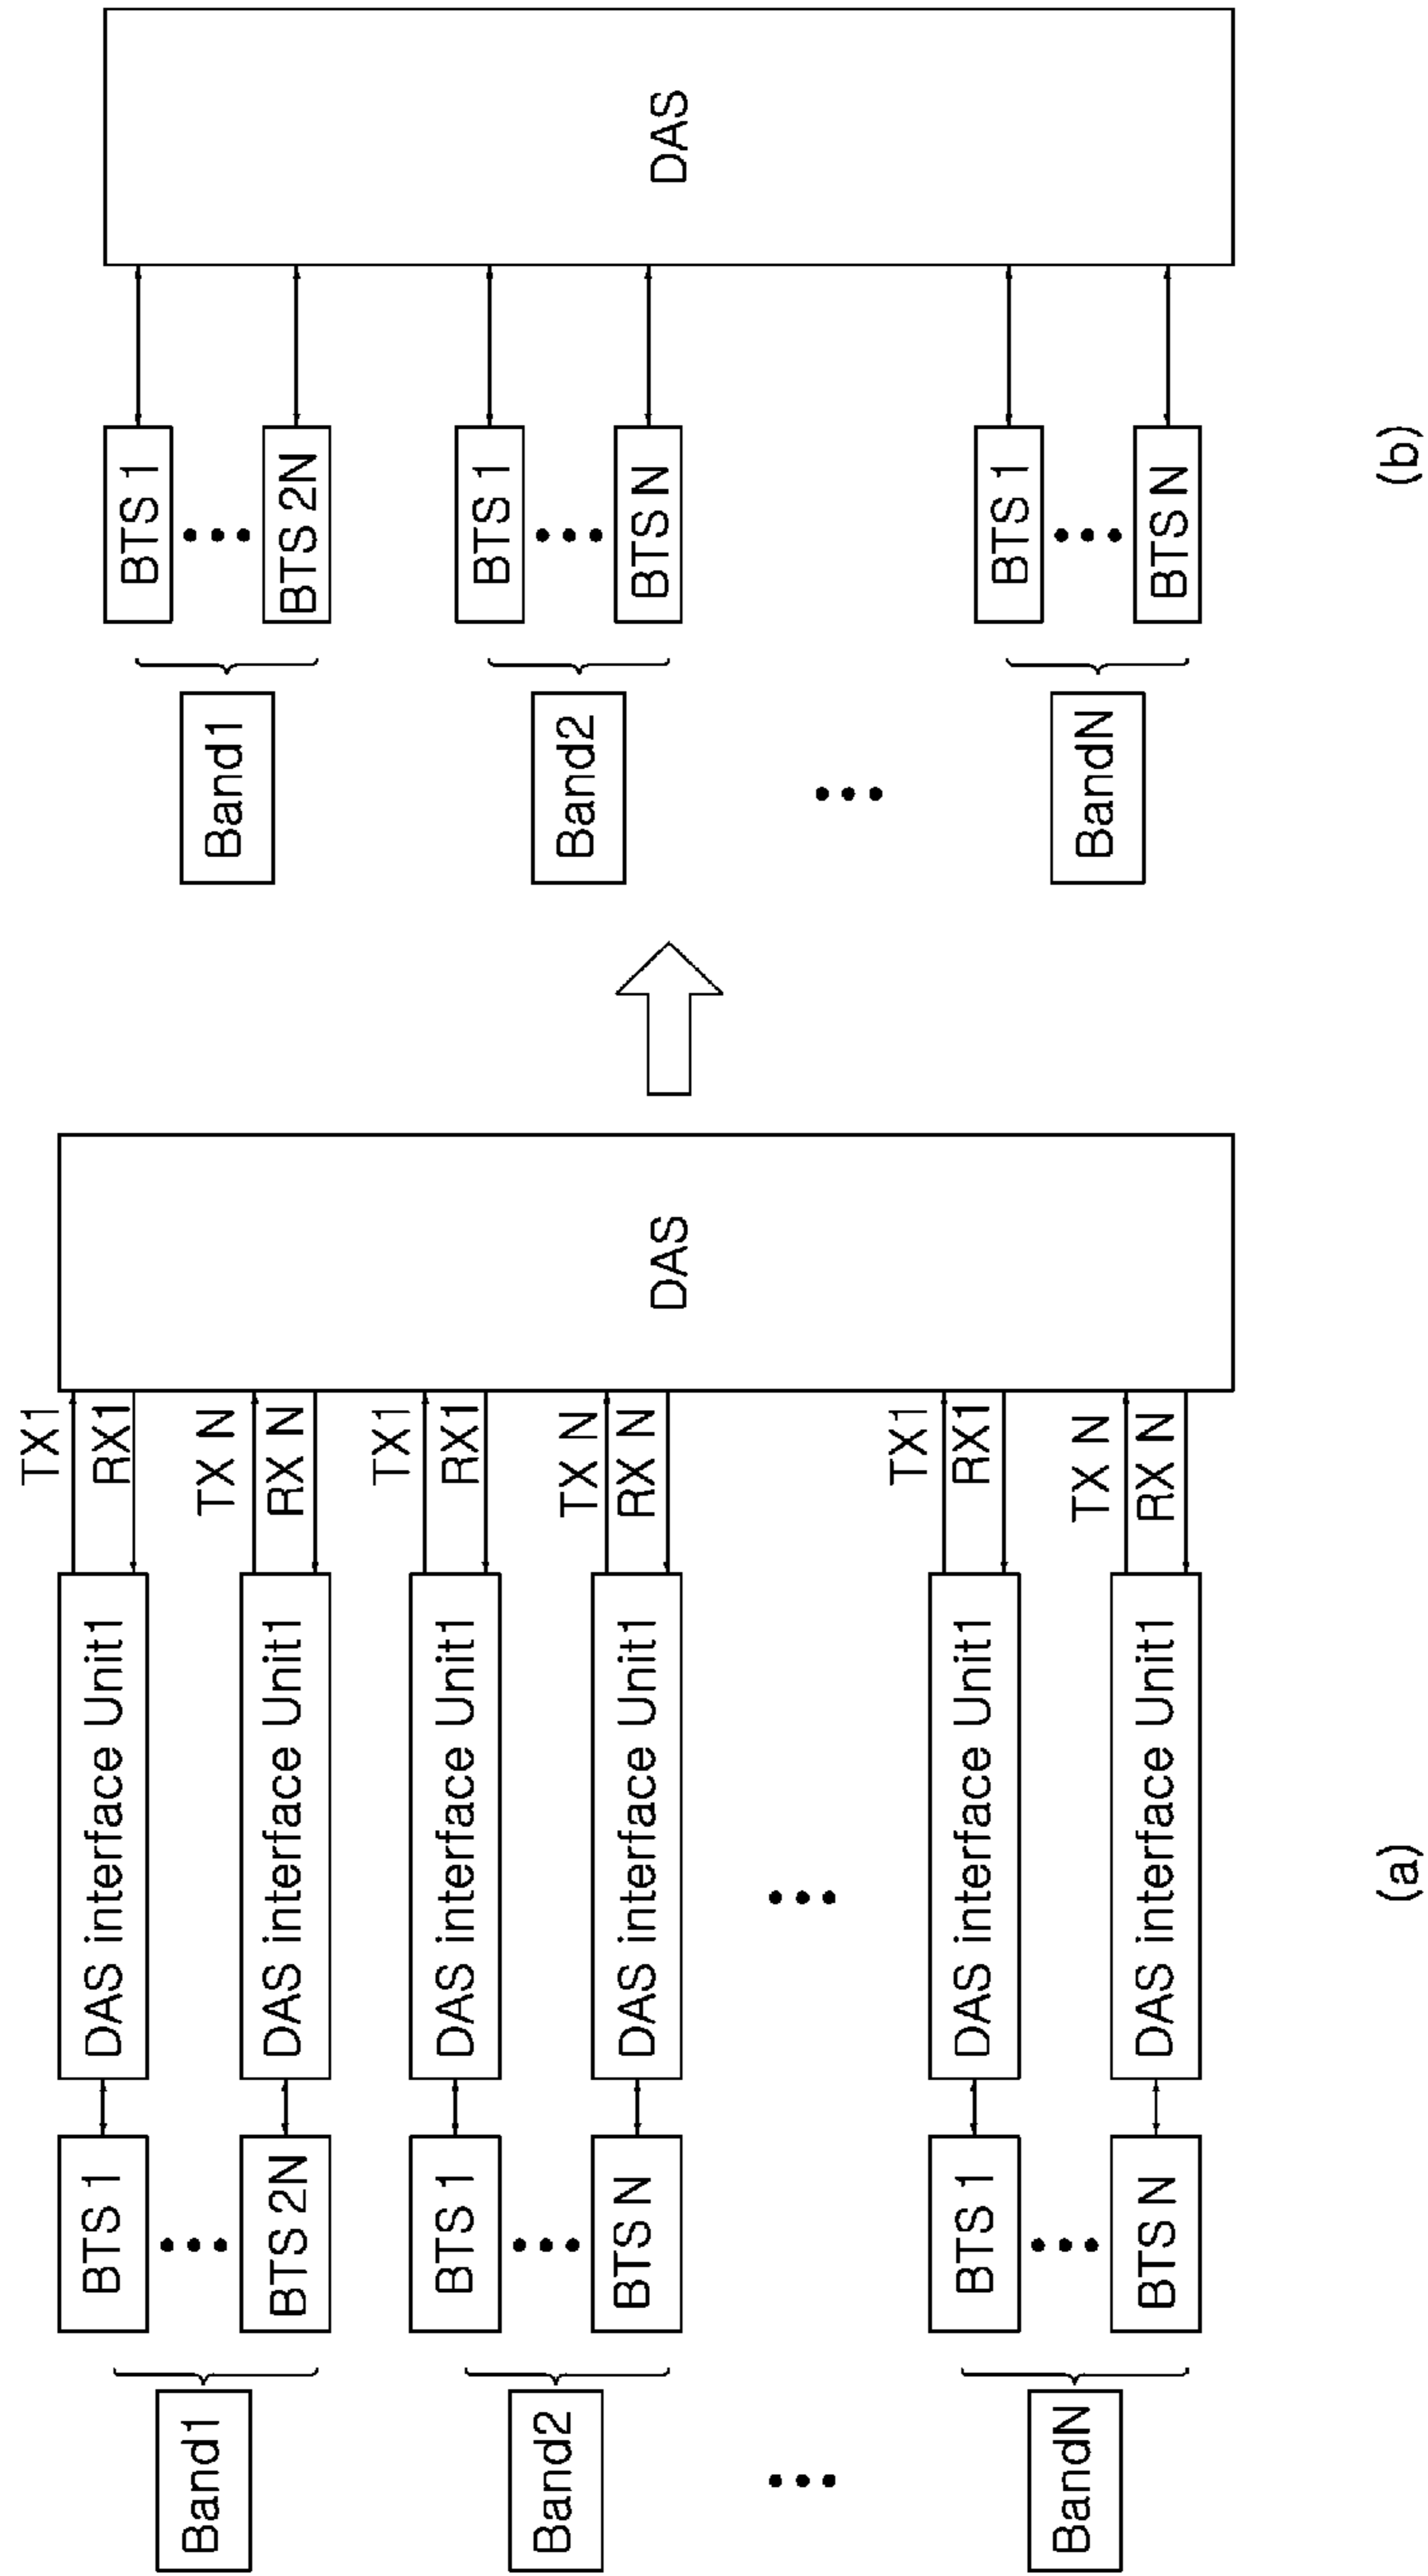 Band1
BTS 1
DAS interface Unit1
TX1
RX1
BTS 2N
DAS interface Unit1
TX N
RX N
Band2
BTS 1
DAS interface Unit1
TX1
RX1
BTS N
DAS interface Unit1
TX N
RX N
BandN
BTS 1
DAS interface Unit1
TX1
RX1
BTS N
DAS interface Unit1
TX N
RX N
DAS
(a)
Band1
BTS 1
BTS 2N
Band2
BTS 1
BTS N
BandN
BTS 1
BTS N
DAS
(b)